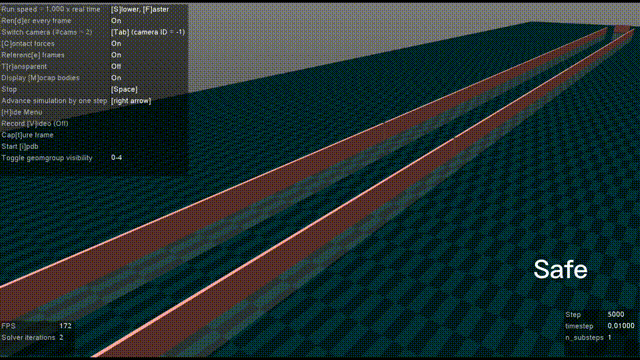 Run speed = 1.000 x real time [S]lower, [F]aster
Ren[d]er every frame On
Switch camera (#cams = 2) [Tab] (camera ID = -1)
[C]ontact forces On
Referenc[e] frames On
T[r]ansparent Off
Display [M]ocap bodies On
Stop [Space]
Advance simulation by one step [right arrow]
[H]ide Menu
Record [V]ideo (Off)
Cap[t]ure frame
Start [i]pdb
Toggle geomgroup visibility 0-4
Safe
Step 5000
timestep 0.01000
n_substeps 1
FPS 172
Solver iterations 2